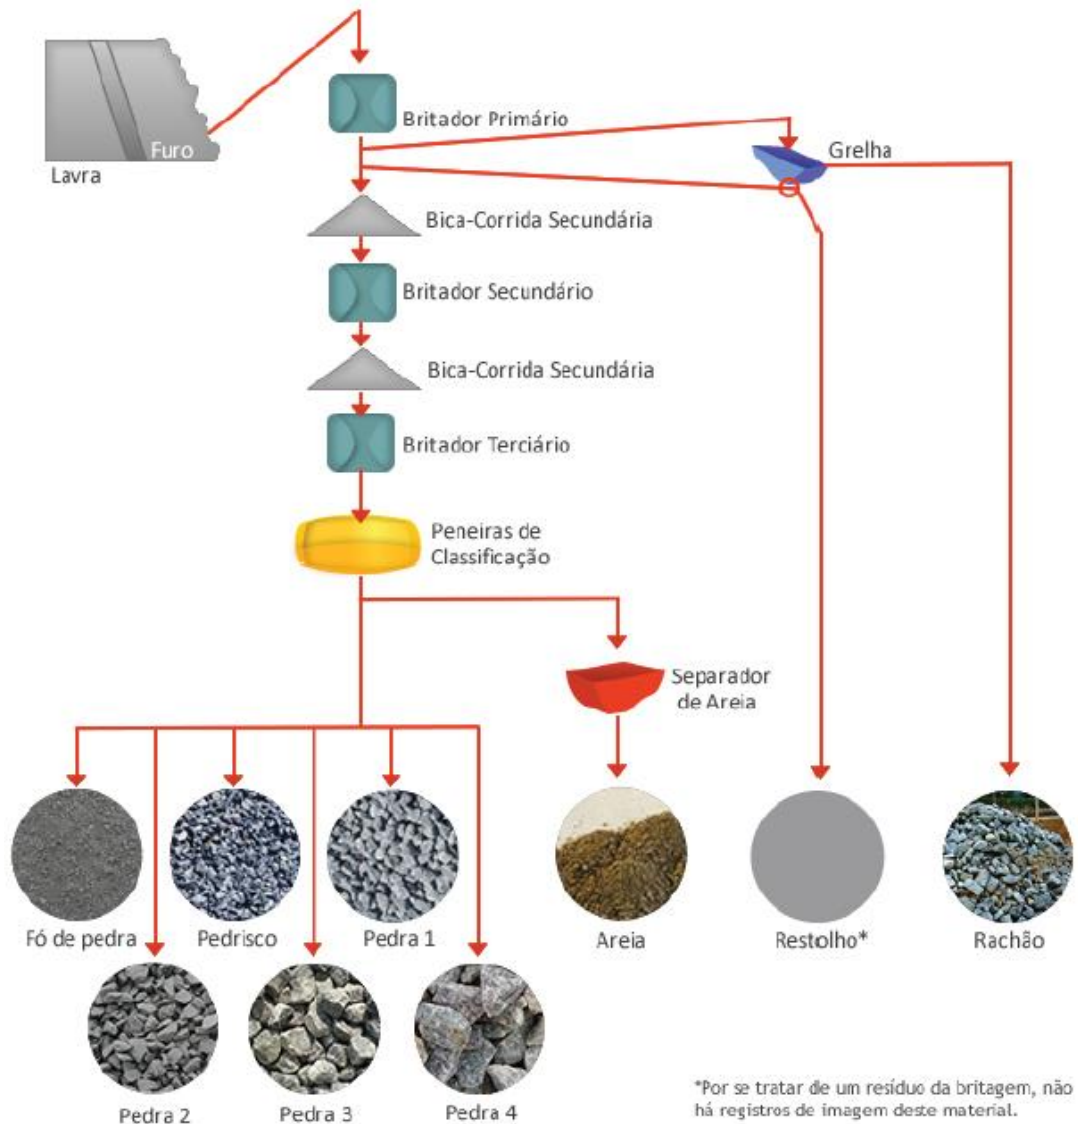 Britador Primário
Furo
Lavra
Grelha
Bica-Corrida Secundária
Britador Secundário
Bica-Corrida Secundária
Britador Terciário
Peneiras de
Classificação
Separador
de Areia
Fó de pedra
Pedrisco
Pedra 1
Areia
Restolho*
Rachão
Pedra 2
Pedra 3
Pedra 4
*Por se tratar de um resíduo da britagem, não
há registros de imagem deste material.